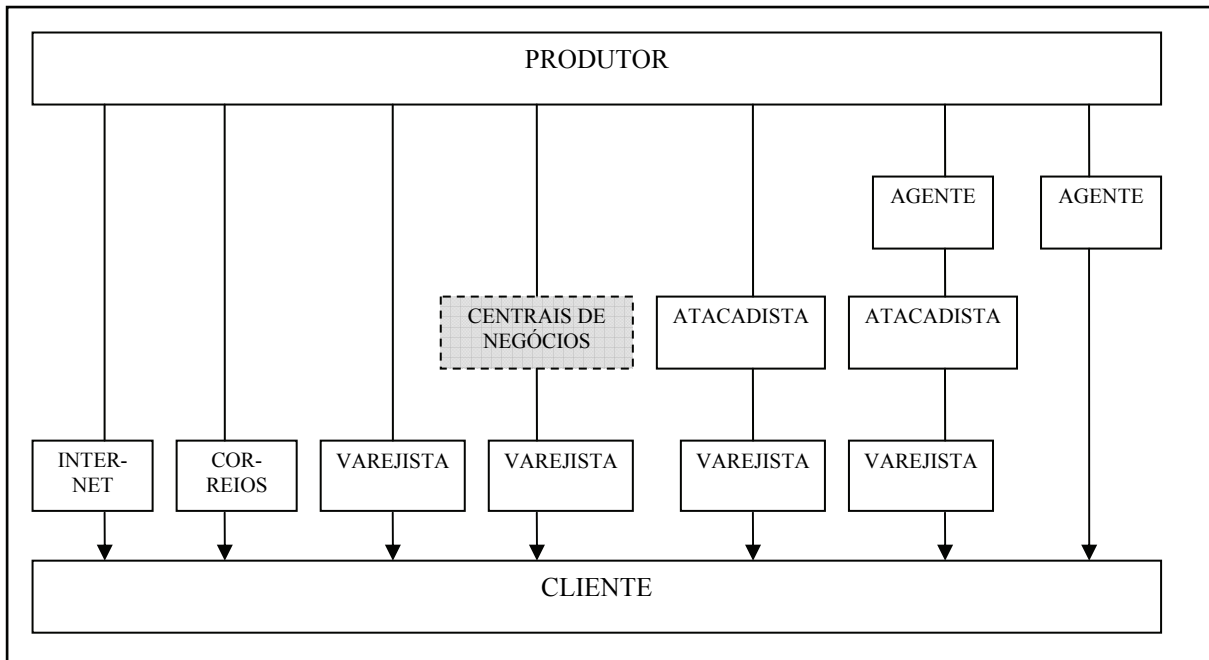 PRODUTOR
AGENTE
AGENTE
CENTRAIS DE
NEGÓCIOS
ATACADISTA
ATACADISTA
INTER-
NET
COR-
REIOS
VAREJISTA
VAREJISTA
VAREJISTA
VAREJISTA
CLIENTE